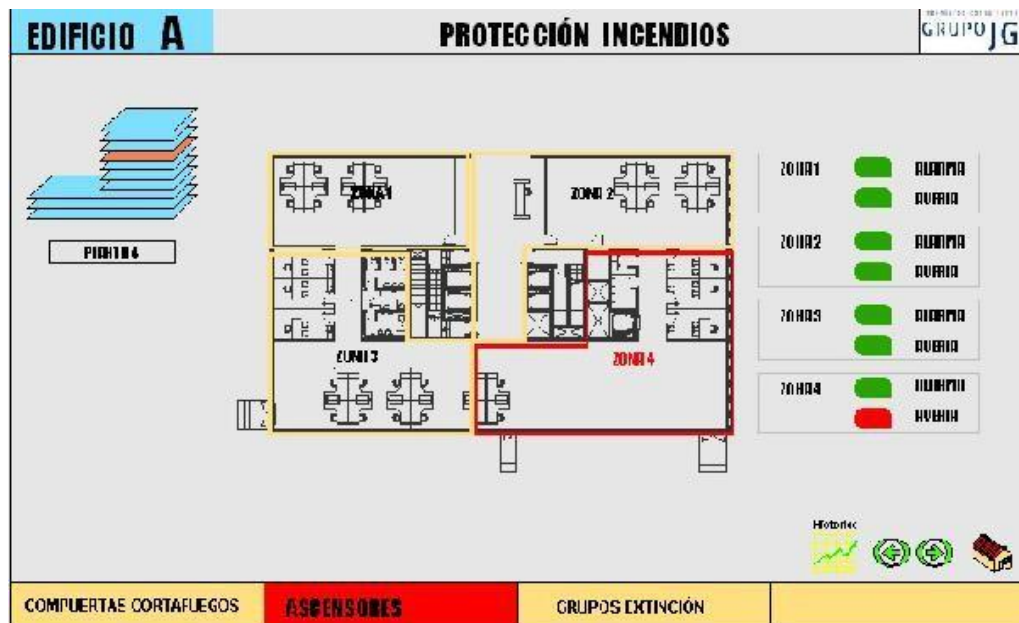 EDIFICIO A
PROTECCIÓN INCENDIOS
GRUPO JG
PLANTA 6
ZONA 1
ZONA 2
ZONA 3
ZONA 4
ZONA1
ALARMA
AVERIA
ZONA2
ALARMA
AVERIA
ZONA3
ALARMA
AVERIA
ZONA4
ALARMA
AVERIA
Historico
COMPUERTAS CORTAFUEGOS
ASCENSORES
GRUPOS EXTINCIÓN